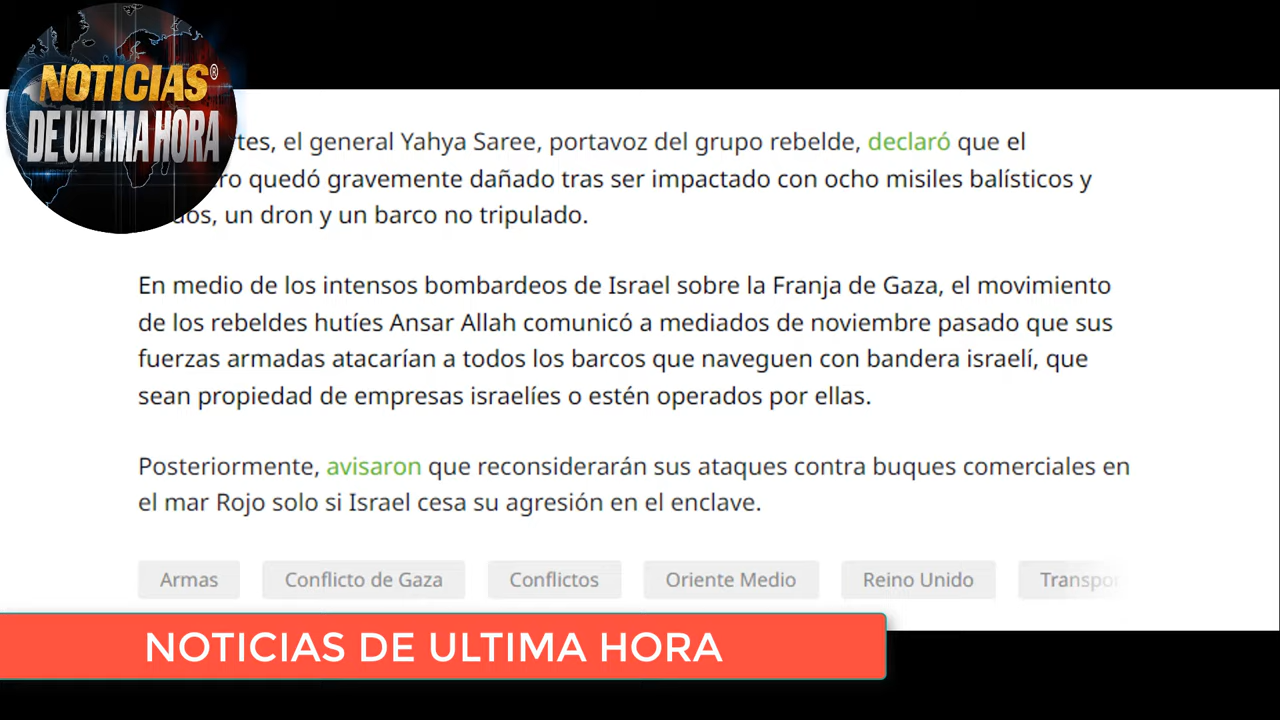 NOTICIAS®
DE ULTIMA HORA
el general Yahya Saree, portavoz del grupo rebelde, declaró que el
quedó gravemente dañado tras ser impactado con ocho misiles balísticos y
un dron y un barco no tripulado.
En medio de los intensos bombardeos de Israel sobre la Franja de Gaza, el movimiento
de los rebeldes hutíes Ansar Allah comunicó a mediados de noviembre pasado que sus
fuerzas armadas atacarían a todos los barcos que naveguen con bandera israelí, que
sean propiedad de empresas israelíes o estén operados por ellas.
Posteriormente, avisaron que reconsiderarán sus ataques contra buques comerciales en
el mar Rojo solo si Israel cesa su agresión en el enclave.
Armas Conflicto de Gaza Conflictos Oriente Medio Reino Unido
NOTICIAS DE ULTIMA HORA